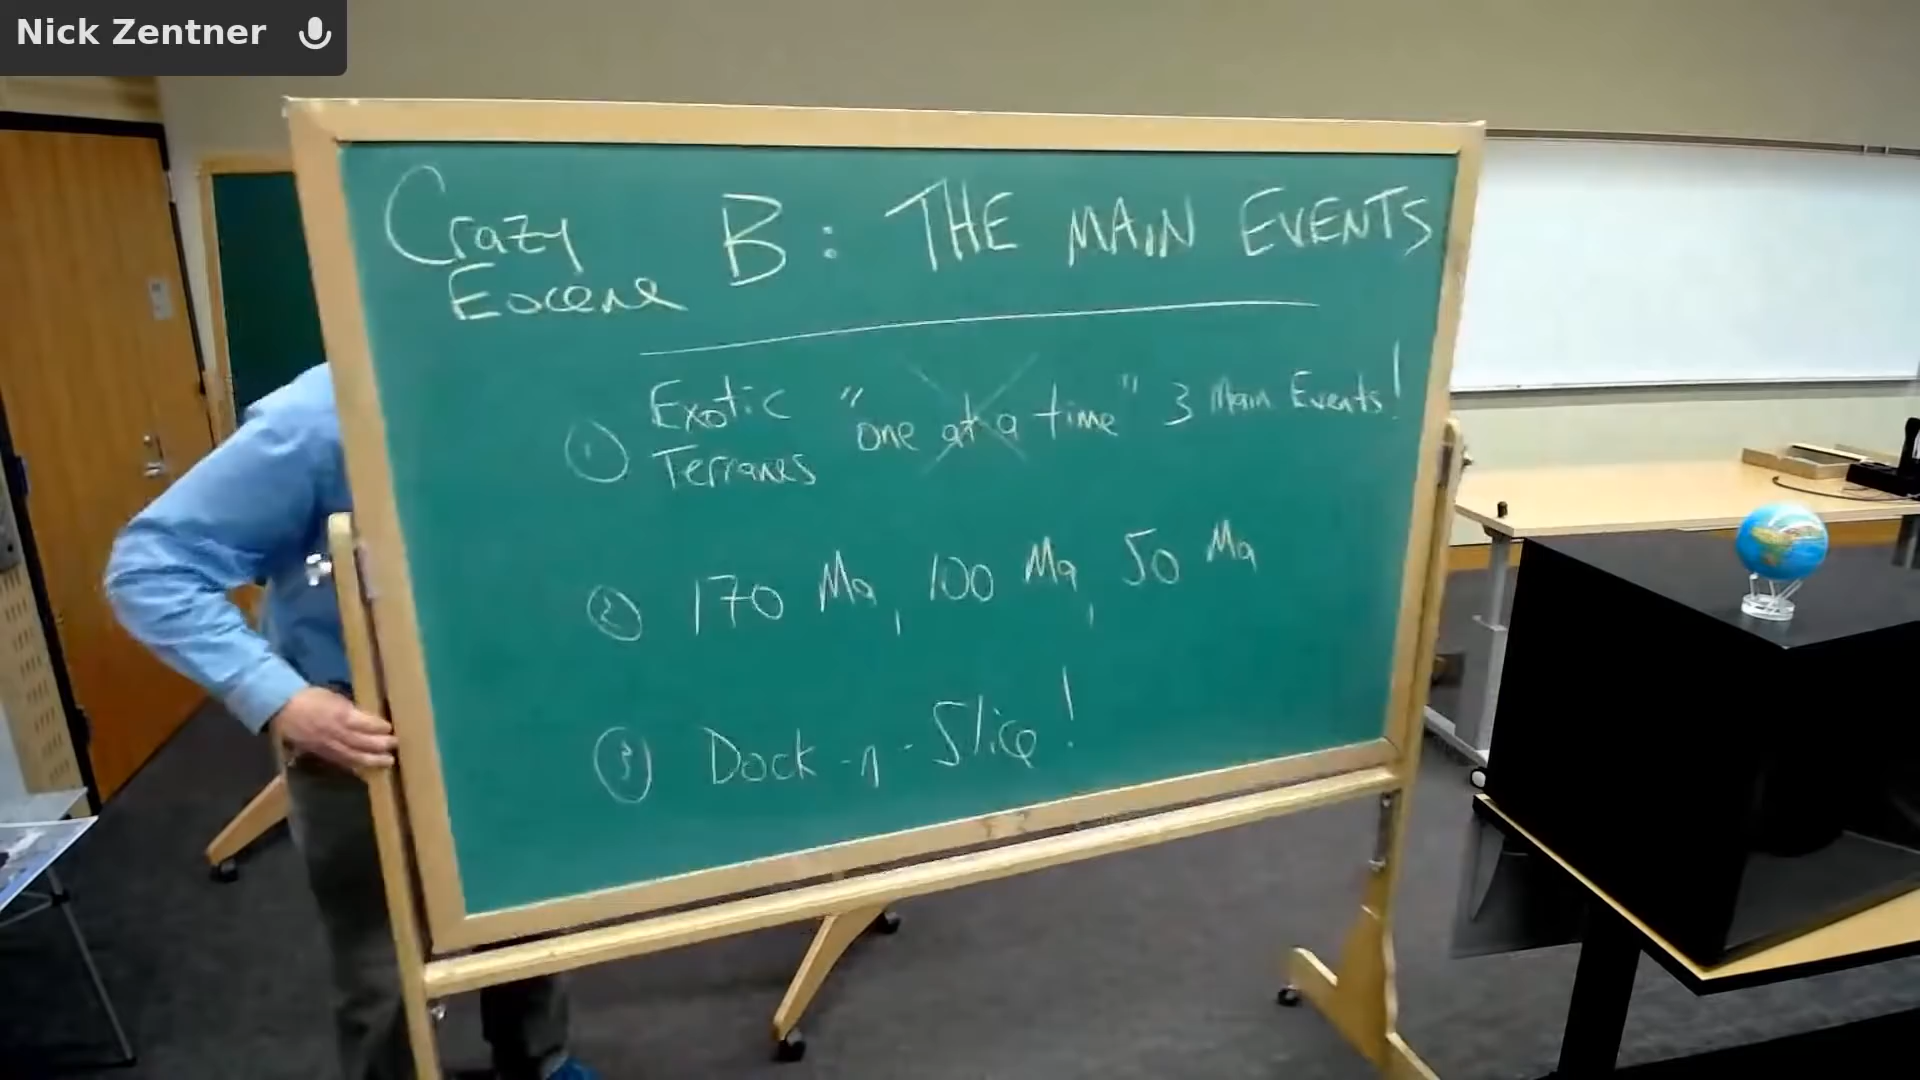 Nick Zentner
Crazy
Eocene
B: THE MAIN EVENTS
① Exotic Terranes "one at a time" 3 Main Events!
② 170 Ma, 100 Ma, 50 Ma
③ Dock-n-Slice!